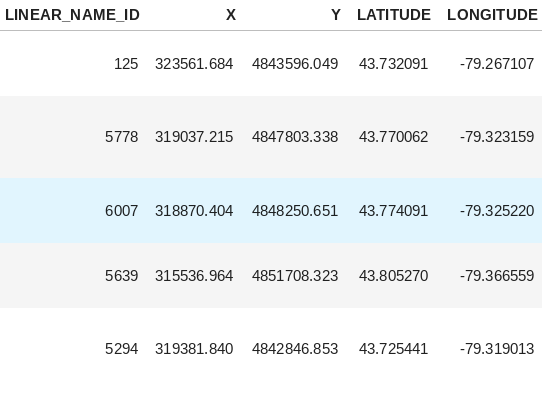 LINEAR_NAME_ID X Y LATITUDE LONGITUDE
125 323561.684 4843596.049 43.732091 -79.267107
5778 319037.215 4847803.338 43.770062 -79.323159
6007 318870.404 4848250.651 43.774091 -79.325220
5639 315536.964 4851708.323 43.805270 -79.366559
5294 319381.840 4842846.853 43.725441 -79.319013